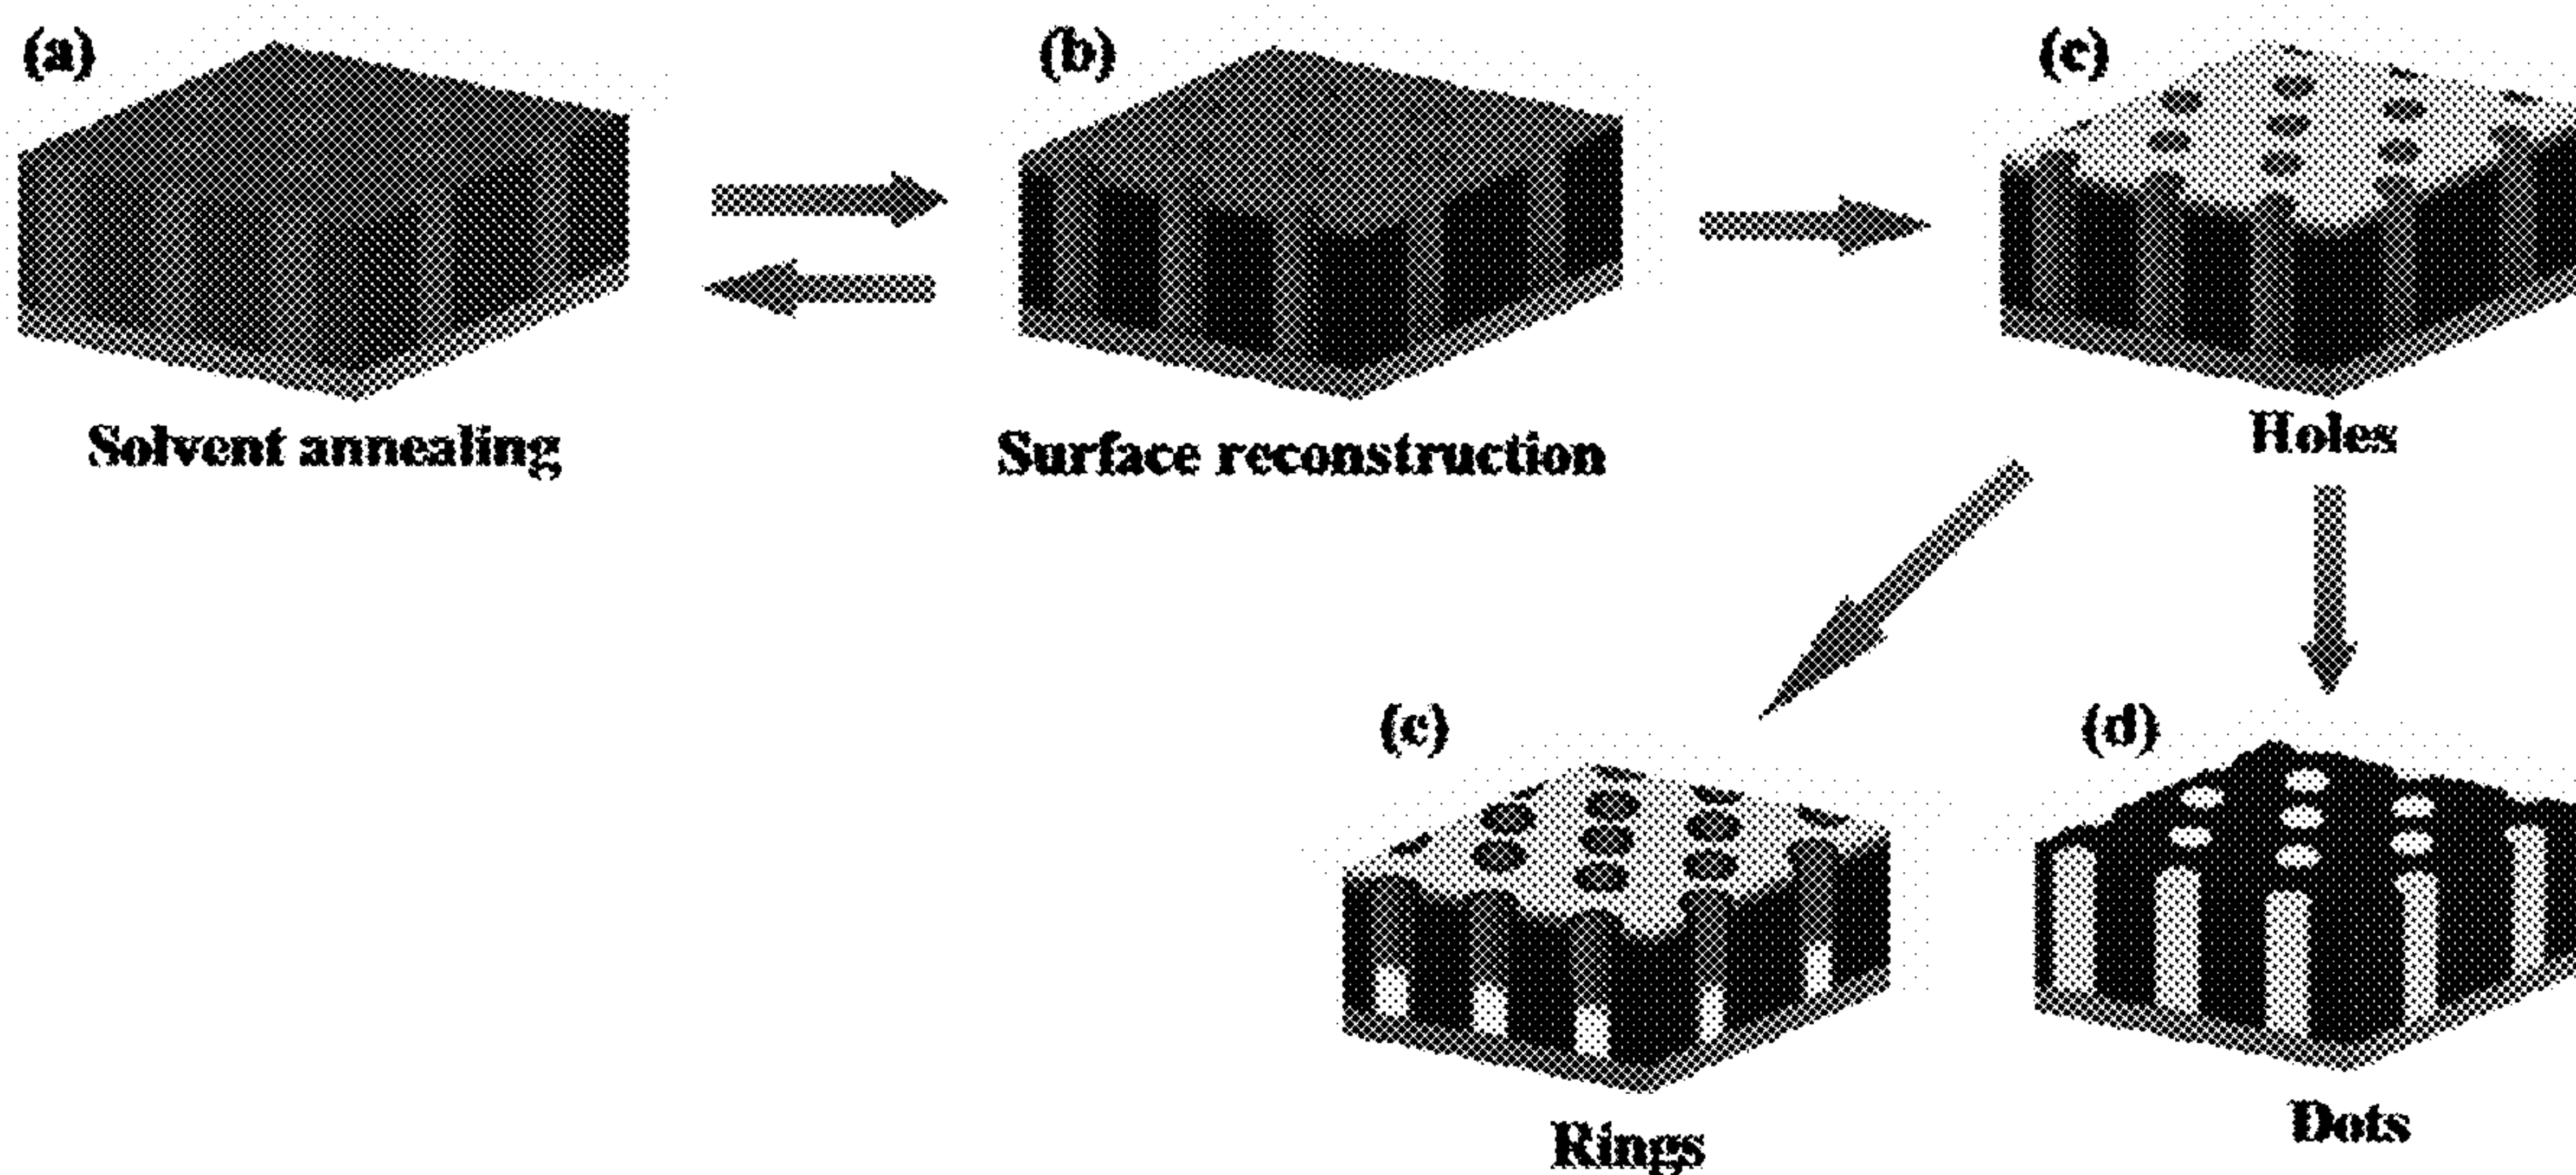 (a)
(b)
(c)
Solvent annealing
Surface reconstruction
Holes
(e)
(d)
Rings
Dots